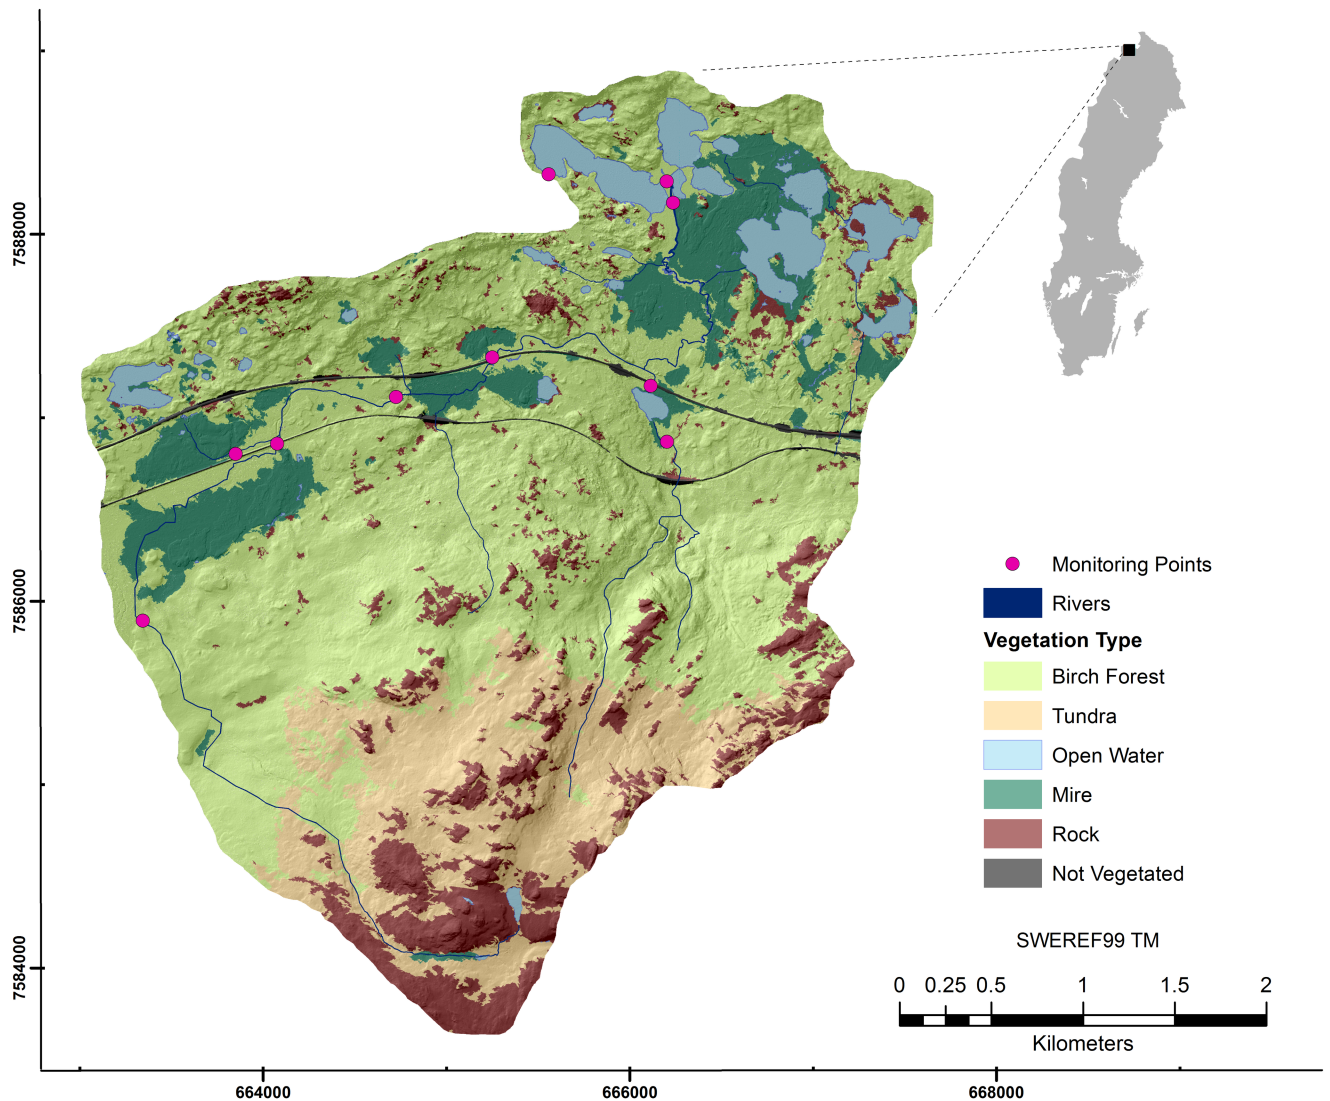 7588000
7586000
7584000
664000
666000
668000
Monitoring Points
Rivers
Vegetation Type
Birch Forest
Tundra
Open Water
Mire
Rock
Not Vegetated
SWEREF99 TM
0 0.25 0.5 1 1.5 2
Kilometers